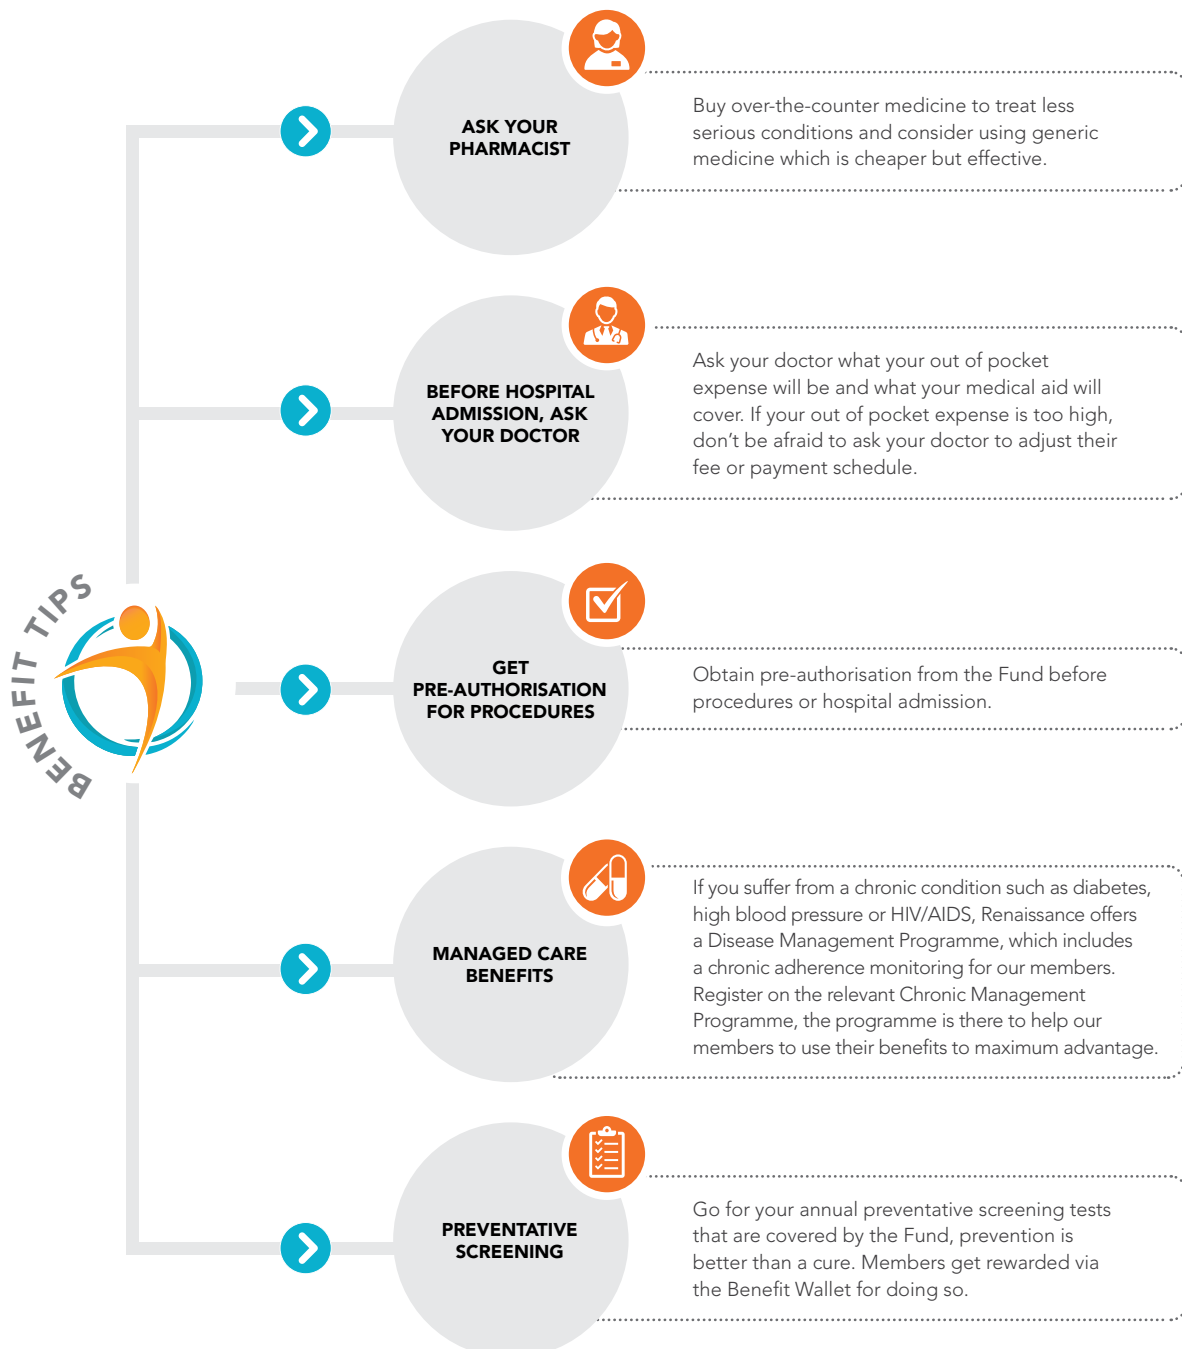 BENEFIT TIPS
ASK YOUR
PHARMACIST
Buy over-the-counter medicine to treat less
serious conditions and consider using generic
medicine which is cheaper but effective.
BEFORE HOSPITAL
ADMISSION, ASK
YOUR DOCTOR
Ask your doctor what your out of pocket
expense will be and what your medical aid will
cover. If your out of pocket expense is too high,
don't be afraid to ask your doctor to adjust their
fee or payment schedule.
GET
PRE-AUTHORISATION
FOR PROCEDURES
Obtain pre-authorisation from the Fund before
procedures or hospital admission.
MANAGED CARE
BENEFITS
If you suffer from a chronic condition such as diabetes,
high blood pressure or HIV/AIDS, Renaissance offers
a Disease Management Programme, which includes
a chronic adherence monitoring for our members.
Register on the relevant Chronic Management
Programme, the programme is there to help our
members to use their benefits to maximum advantage.
PREVENTATIVE
SCREENING
Go for your annual preventative screening tests
that are covered by the Fund, prevention is
better than a cure. Members get rewarded via
the Benefit Wallet for doing so.